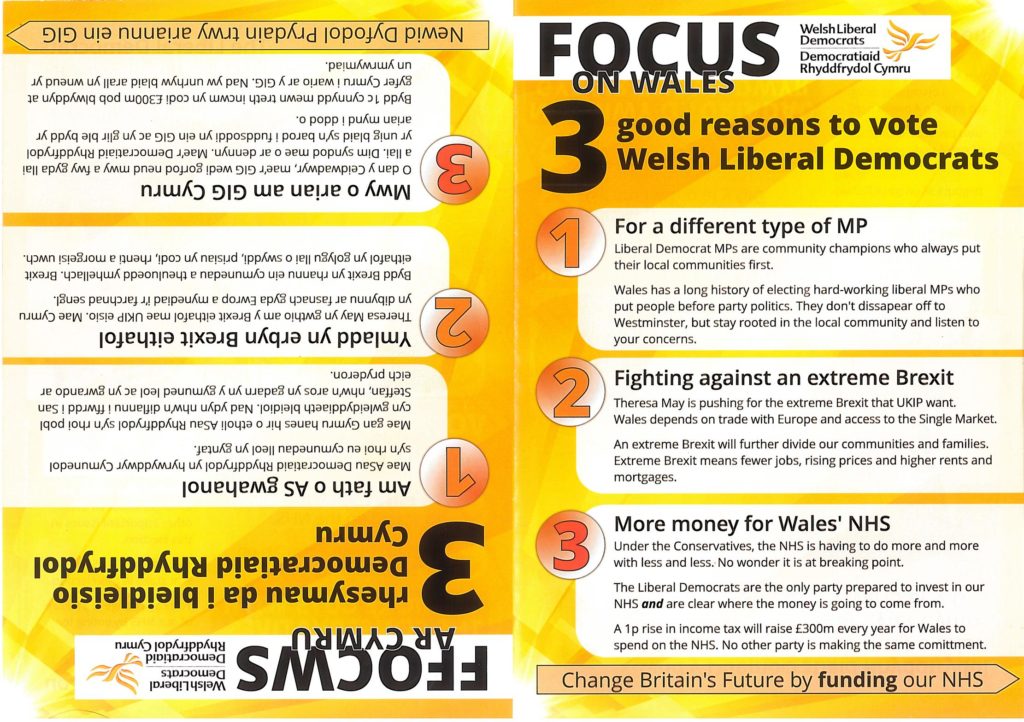 FOCUS
ON WALES
Welsh Liberal
Democrats
Democratiaid
Rhyddfrydol Cymru
3 good reasons to vote
Welsh Liberal Democrats
1
For a different type of MP
Liberal Democrat MPs are community champions who always put
their local communities first.
Wales has a long history of electing hard-working liberal MPs who
put people before party politics. They don't dissapear off to
Westminster, but stay rooted in the local community and listen to
your concerns.
2
Fighting against an extreme Brexit
Theresa May is pushing for the extreme Brexit that UKIP want.
Wales depends on trade with Europe and access to the Single Market.
An extreme Brexit will further divide our communities and families.
Extreme Brexit means fewer jobs, rising prices and higher rents and
mortgages.
3
More money for Wales' NHS
Under the Conservatives, the NHS is having to do more and more
with less and less. No wonder it is at breaking point.
The Liberal Democrats are the only party prepared to invest in our
NHS and are clear where the money is going to come from.
A 1p rise in income tax will raise £300m every year for Wales to
spend on the NHS. No other party is making the same comittment.
Change Britain's Future by funding our NHS
FFOCWS
AR CYMRU
Welsh Liberal
Democrats
Democratiaid
Rhyddfrydol Cymru
3 rhesymau da i bleidleisio
Democratiaid Rhyddfrydol
Cymru
1
Am fath o AS gwahanol
Mae ASau Democratiaid Rhyddfrydol yn hyrwyddwyr Cymunedol
sy'n rhoi eu cymunedau lleol yn gyntaf.
Mae gan Gymru hanes hir o ethol ASau Rhyddfrydol sy'n rhoi pobl
cyn gwleidyddiaeth bleidiol. Nad ydyn nhw'n diflannu i ffwrdd i San
Steffan, nhw'n aros yn gadarn yn y gymuned leol ac yn gwrando ar
eich pryderon.
2
Ymladd yn erbyn Brexit eithafol
Theresa May yn gwthio am y Brexit eithafol mae UKIP eisio. Mae Cymru
yn dibynnu ar fasnach gyda Ewrop a mynediad i'r farchnad sengl.
Bydd Brexit yn rhannu ein cymunedau a theuluoedd ymhellach. Brexit
eithafol yn golygu llai o swyddi, prisiau yn codi, rhenti a morgeisi uwch.
3
Mwy o arian am GIG Cymru
O dan y Ceidwadwyr, mae'r GIG wedi gorfod neud mwy a fwy gyda llai
a llai. Dim syndod mae o ar dennyn. Mae'r Democratiaid Rhyddfrydol
yr unig blaid sy'n barod i fudsoddi yn ein GIG ac yn glir ble bydd yr
arian mynd i ddod o.
Bydd 1c cynnydd mewn treth incwm yn codi £300m pob blwyddyn at
gyfer Cymru i wario ar y GIG. Nad yw unrhyw blaid arall yn wneud yr
un ymrwymiad.
Newid Dyfodol Prydain trwy ariannu ein GIG